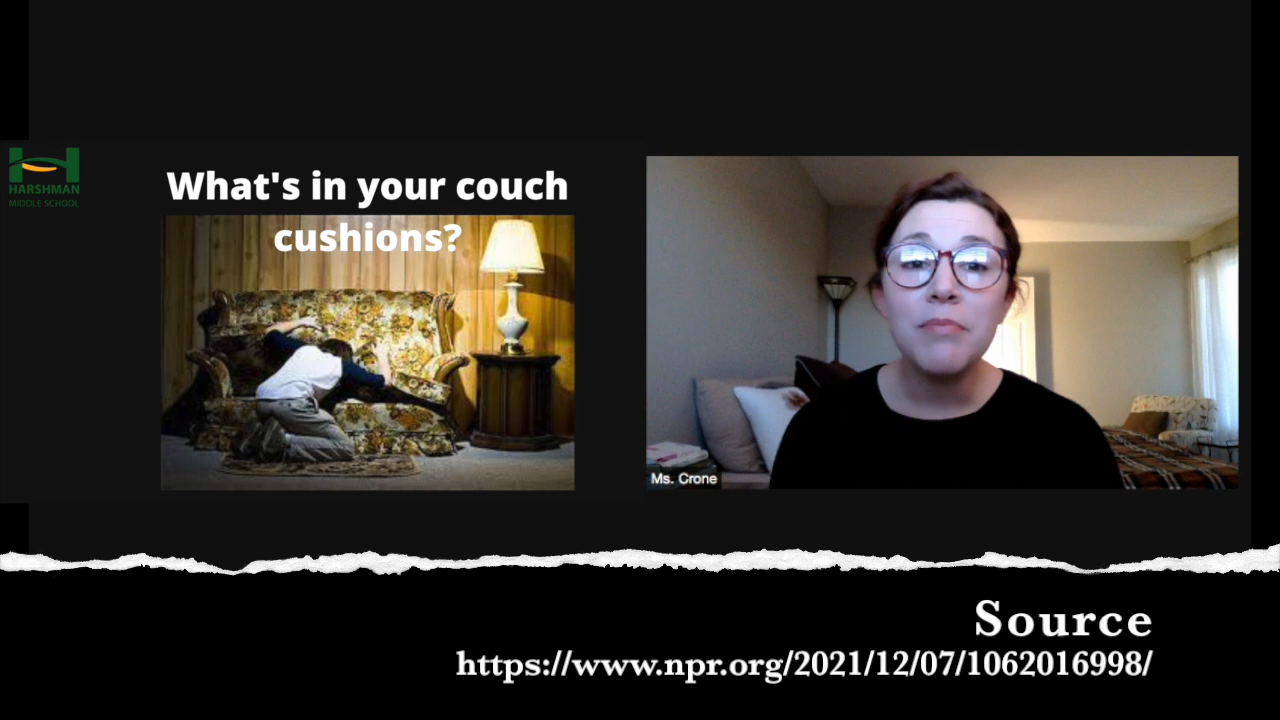 HARSHMAN
MIDDLE SCHOOL
What's in your couch
cushions?
Ms. Crone
Source
https://www.npr.org/2021/12/07/1062016998/